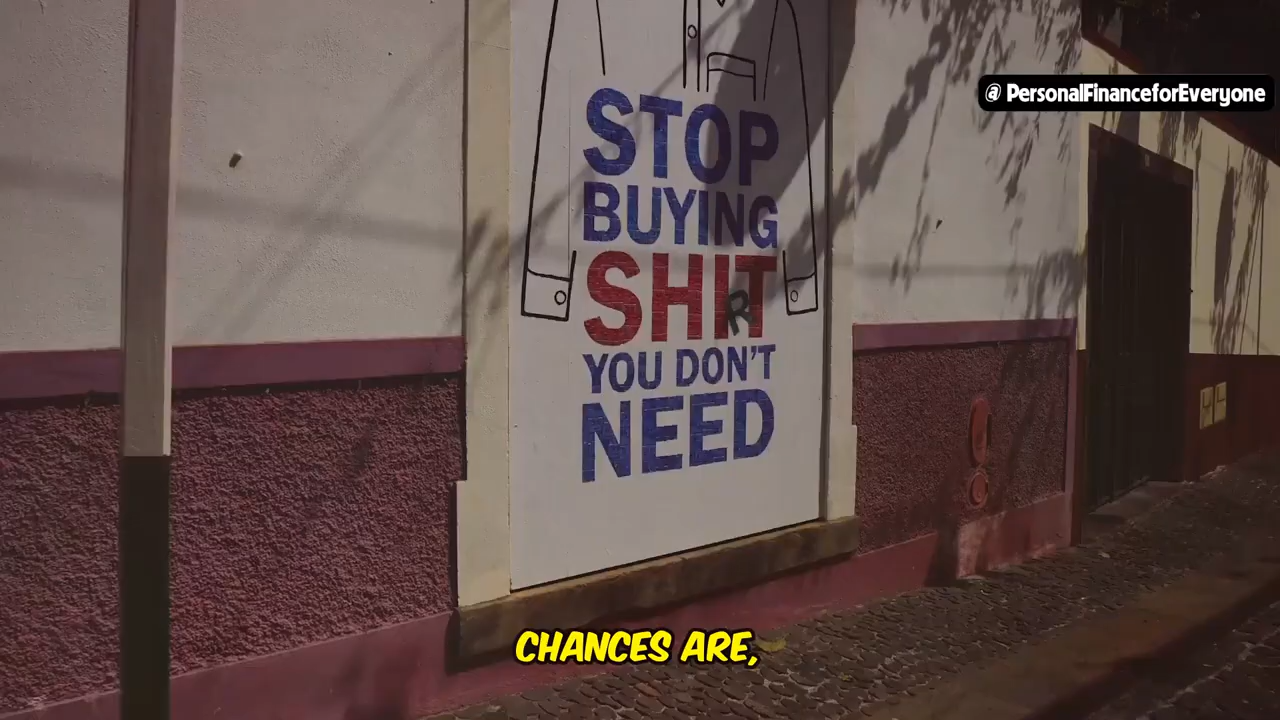 @ PersonalFinanceforEveryone
STOP
BUYING
SHIRT
YOU DON'T
NEED
CHANCES ARE,